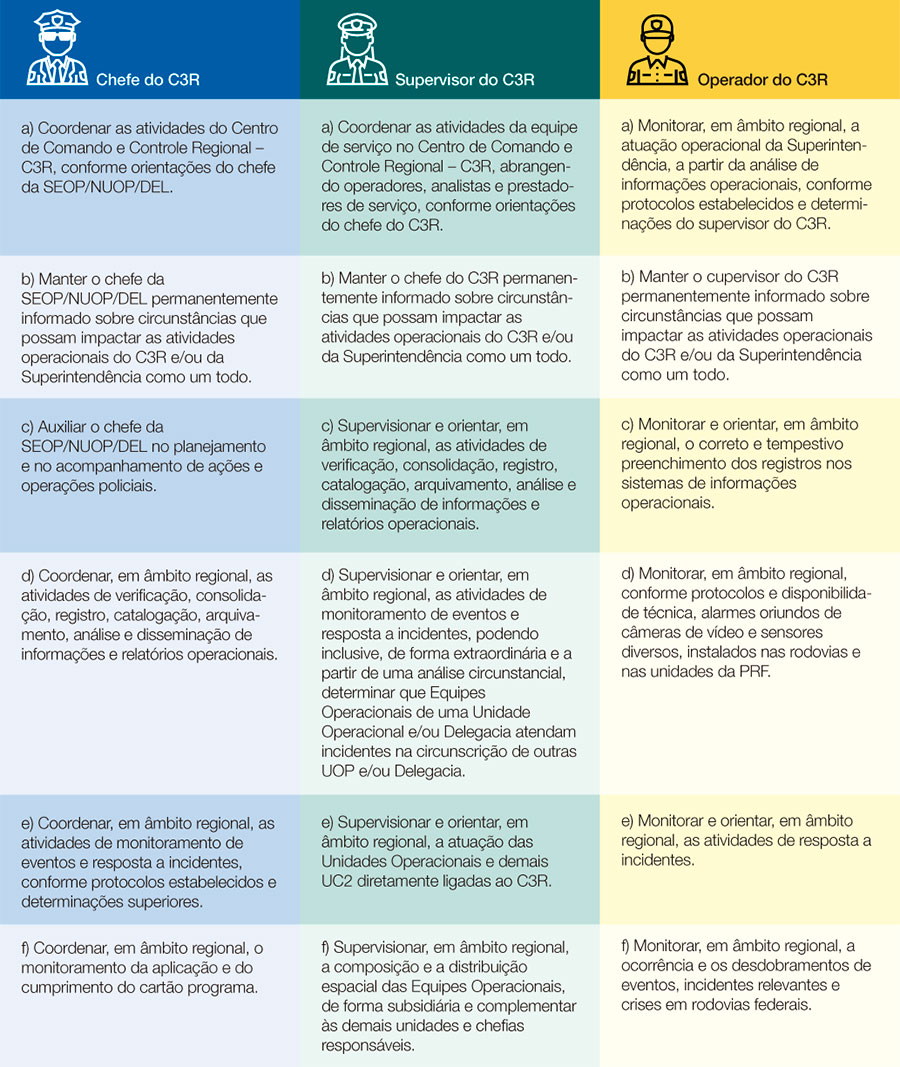 Chefe do C3R
Supervisor do C3R
Operador do C3R
a) Coordenar as atividades do Centro
de Comando e Controle Regional –
C3R, conforme orientações do chefe
da SEOP/NUOP/DEL.
a) Coordenar as atividades da equipe
de serviço no Centro de Comando e
Controle Regional – C3R, abrangen-
do operadores, analistas e prestado-
res de serviço, conforme orientações
do chefe do C3R.
a) Monitorar, em âmbito regional, a
atuação operacional da Superinten-
dência, a partir da análise de
informações operacionais, conforme
protocolos estabelecidos e determi-
nações do supervisor do C3R.
b) Manter o chefe da
SEOP/NUOP/DEL permanentemente
informado sobre circunstâncias que
possam impactar as atividades
operacionais do C3R e/ou da
Superintendência como um todo.
b) Manter o chefe do C3R permanen-
temente informado sobre circunstân-
cias que possam impactar as
atividades operacionais do C3R e/ou
da Superintendência como um todo.
b) Manter o cupervisor do C3R
permanentemente informado sobre
circunstâncias que possam
impactar as atividades operacionais
do C3R e/ou da Superintendência
como um todo.
c) Auxiliar o chefe da
SEOP/NUOP/DEL no planejamento
e no acompanhamento de ações e
operações policiais.
c) Supervisionar e orientar, em
âmbito regional, as atividades de
verificação, consolidação, registro,
catalogação, arquivamento, análise e
disseminação de informações e
relatórios operacionais.
c) Monitorar e orientar, em âmbito
regional, o correto e tempestivo
preenchimento dos registros nos
sistemas de informações
operacionais.
d) Coordenar, em âmbito regional, as
atividades de verificação, consolida-
ção, registro, catalogação, arquiva-
mento, análise e disseminação de
informações e relatórios operacionais.
d) Supervisionar e orientar, em
âmbito regional, as atividades de
monitoramento de eventos e
resposta a incidentes, podendo
inclusive, de forma extraordinária e a
partir de uma análise circunstancial,
determinar que Equipes
Operacionais de uma Unidade
Operacional e/ou Delegacia atendam
incidentes na circunscrição de outras
UOP e/ou Delegacia.
d) Monitorar, em âmbito regional,
conforme protocolos e disponibilida-
de técnica, alarmes oriundos de
câmeras de vídeo e sensores
diversos, instalados nas rodovias e
nas unidades da PRF.
e) Coordenar, em âmbito regional, as
atividades de monitoramento de
eventos e resposta a incidentes,
conforme protocolos estabelecidos e
determinações superiores.
e) Supervisionar e orientar, em
âmbito regional, a atuação das
Unidades Operacionais e demais
UC2 diretamente ligadas ao C3R.
e) Monitorar e orientar, em âmbito
regional, as atividades de resposta a
incidentes.
f) Coordenar, em âmbito regional, o
monitoramento da aplicação e do
cumprimento do cartão programa.
f) Supervisionar, em âmbito regional,
a composição e a distribuição
espacial das Equipes Operacionais,
de forma subsidiária e complementar
às demais unidades e chefias
responsáveis.
f) Monitorar, em âmbito regional, a
ocorrência e os desdobramentos de
eventos, incidentes relevantes e
crises em rodovias federais.